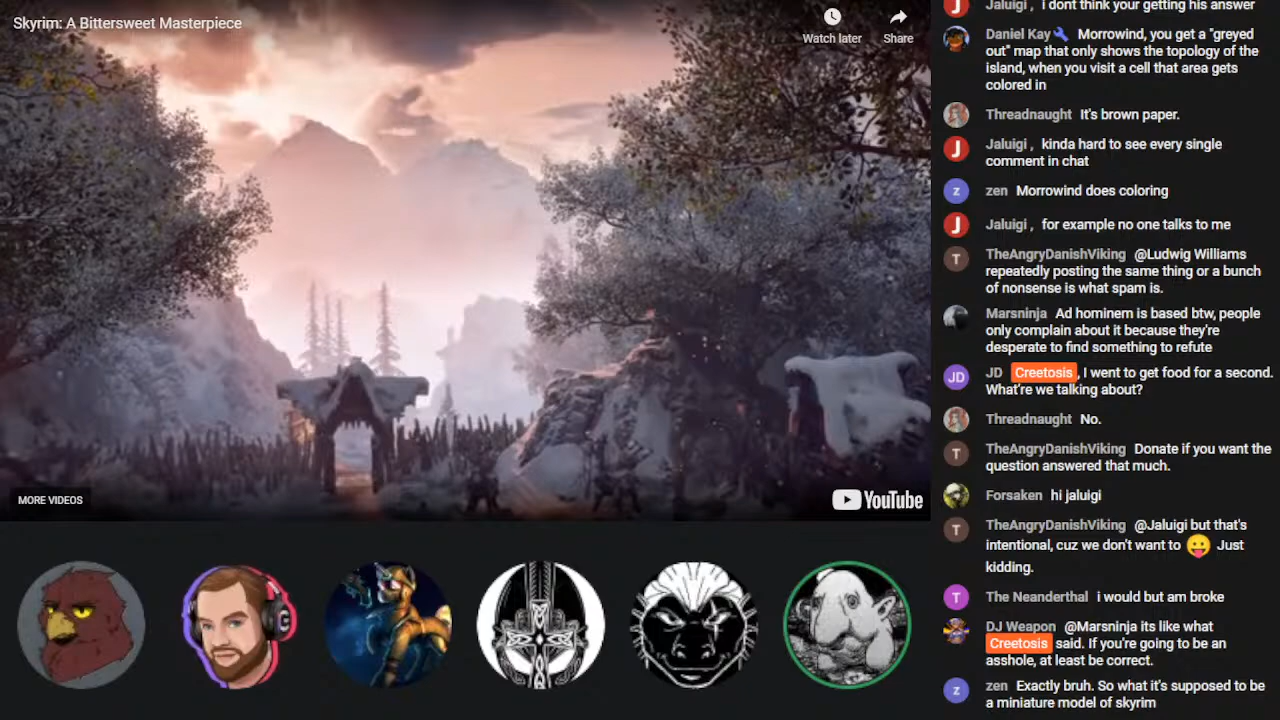 Skyrim: A Bittersweet Masterpiece
Watch later
Share
MORE VIDEOS
YouTube
Jaluigi , i dont think your getting his answer
Daniel Kay Morrowind, you get a "greyed
out" map that only shows the topology of the
island, when you visit a cell that area gets
colored in
Threadnaught It's brown paper.
J
Jaluigi , kinda hard to see every single
comment in chat
z
zen Morrowind does coloring
J
Jaluigi , for example no one talks to me
T
TheAngryDanishViking @Ludwig Williams
repeatedly posting the same thing or a bunch
of nonsense is what spam is.
Marsninja Ad hominem is based btw, people
only complain about it because they're
desperate to find something to refute
JD
JD Creetosis, I went to get food for a second.
What're we talking about?
Threadnaught No.
T
TheAngryDanishViking Donate if you want the
question answered that much.
Forsaken hi jaluigi
T
TheAngryDanishViking @Jaluigi but that's
intentional, cuz we don't want to 😛 Just
kidding.
T
The Neanderthal i would but am broke
DJ Weapon @Marsninja its like what
Creetosis said. If you're going to be an
asshole, at least be correct.
z
zen Exactly bruh. So what it's supposed to be
a miniature model of skyrim